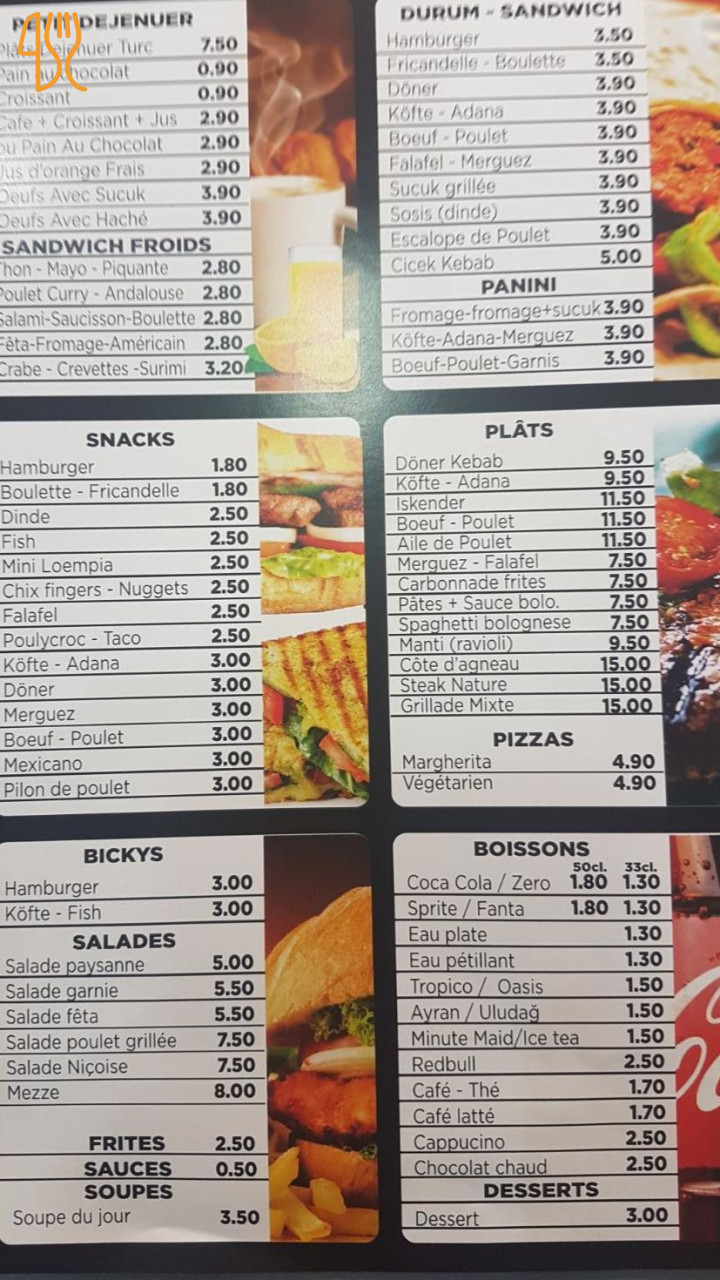 PETIT DEJENUER
Plâts Dejenuer Turc 7.50
Pain au chocolat 0.90
Croissant 0.90
Cafe + Croissant + Jus 2.90
ou Pain Au Chocolat 2.90
Jus d'orange Frais 2.90
Oeufs Avec Sucuk 3.90
Oeufs Avec Haché 3.90
SANDWICH FROIDS
Thon - Mayo - Piquante 2.80
Poulet Curry - Andalouse 2.80
Salami-Saucisson-Boulette 2.80
Fêta-Fromage-Américain 2.80
Crabe - Crevettes -Surimi 3.20
DURUM - SANDWICH
Hamburger 3.50
Fricandelle - Boulette 3.50
Döner 3.90
Köfte - Adana 3.90
Boeuf - Poulet 3.90
Falafel - Merguez 3.90
Sucuk grillée 3.90
Sosis (dinde) 3.90
Escalope de Poulet 3.90
Cicek Kebab 5.00
PANINI
Fromage-fromage+sucuk 3.90
Köfte-Adana-Merguez 3.90
Boeuf-Poulet-Garnis 3.90
SNACKS
Hamburger 1.80
Boulette - Fricandelle 1.80
Dinde 2.50
Fish 2.50
Mini Loempia 2.50
Chix fingers - Nuggets 2.50
Falafel 2.50
Poulycroc - Taco 2.50
Köfte - Adana 3.00
Döner 3.00
Merguez 3.00
Boeuf - Poulet 3.00
Mexicano 3.00
Pilon de poulet 3.00
PLÂTS
Döner Kebab 9.50
Köfte - Adana 9.50
Iskender 11.50
Boeuf - Poulet 11.50
Aile de Poulet 11.50
Merguez - Falafel 7.50
Carbonnade frites 7.50
Pâtes + Sauce bolo. 7.50
Spaghetti bolognese 7.50
Manti (ravioli) 9.50
Côte d'agneau 15.00
Steak Nature 15.00
Grillade Mixte 15.00
PIZZAS
Margherita 4.90
Végétarien 4.90
BICKYS
Hamburger 3.00
Köfte - Fish 3.00
SALADES
Salade paysanne 5.00
Salade garnie 5.50
Salade fêta 5.50
Salade poulet grillée 7.50
Salade Niçoise 7.50
Mezze 8.00
FRITES 2.50
SAUCES 0.50
SOUPES
Soupe du jour 3.50
BOISSONS
50cl. 33cl.
Coca Cola / Zero 1.80 1.30
Sprite / Fanta 1.80 1.30
Eau plate 1.30
Eau pétillant 1.30
Tropico / Oasis 1.50
Ayran / Uludağ 1.50
Minute Maid/Ice tea 1.50
Redbull 2.50
Café - Thé 1.70
Café latté 1.70
Cappucino 2.50
Chocolat chaud 2.50
DESSERTS
Dessert 3.00